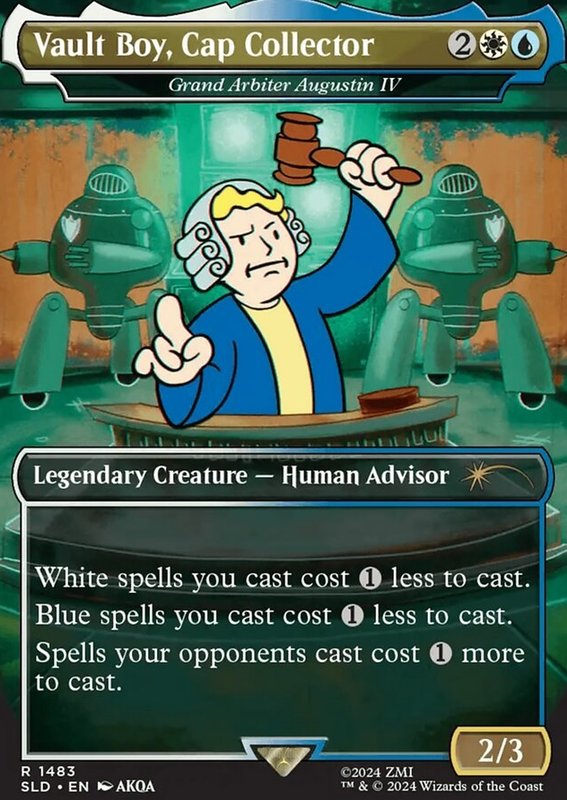 Vault Boy, Cap Collector 2
Grand Arbiter Augustin IV
Legendary Creature — Human Advisor
White spells you cast cost 1 less to cast.
Blue spells you cast cost 1 less to cast.
Spells your opponents cast cost 1 more
to cast.
2/3
R 1483
SLD • EN AKQA
©2024 ZMI
™ & © 2024 Wizards of the Coast